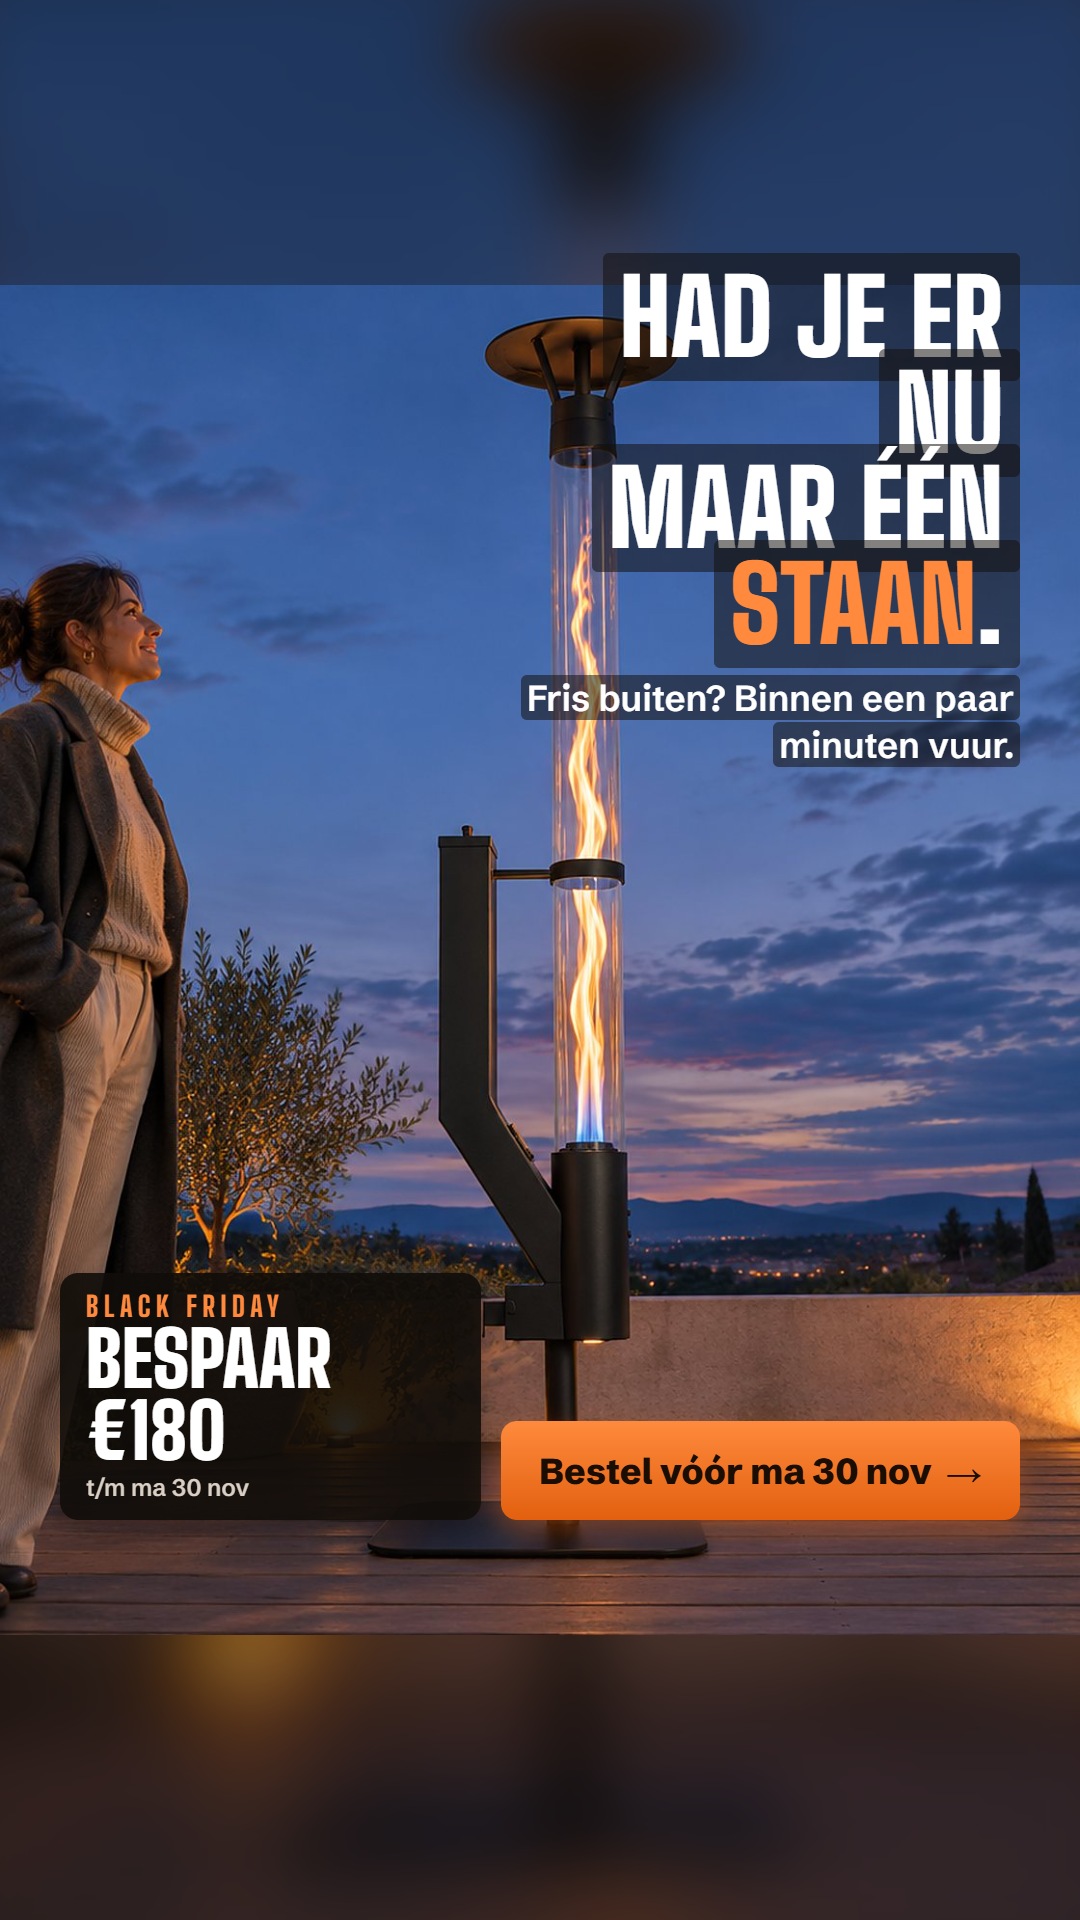 HAD JE ER
NU
MAAR ÉÉN
STAAN.
Fris buiten? Binnen een paar
minuten vuur.
BLACK FRIDAY
BESPAAR
€180
t/m ma 30 nov
Bestel vóór ma 30 nov →